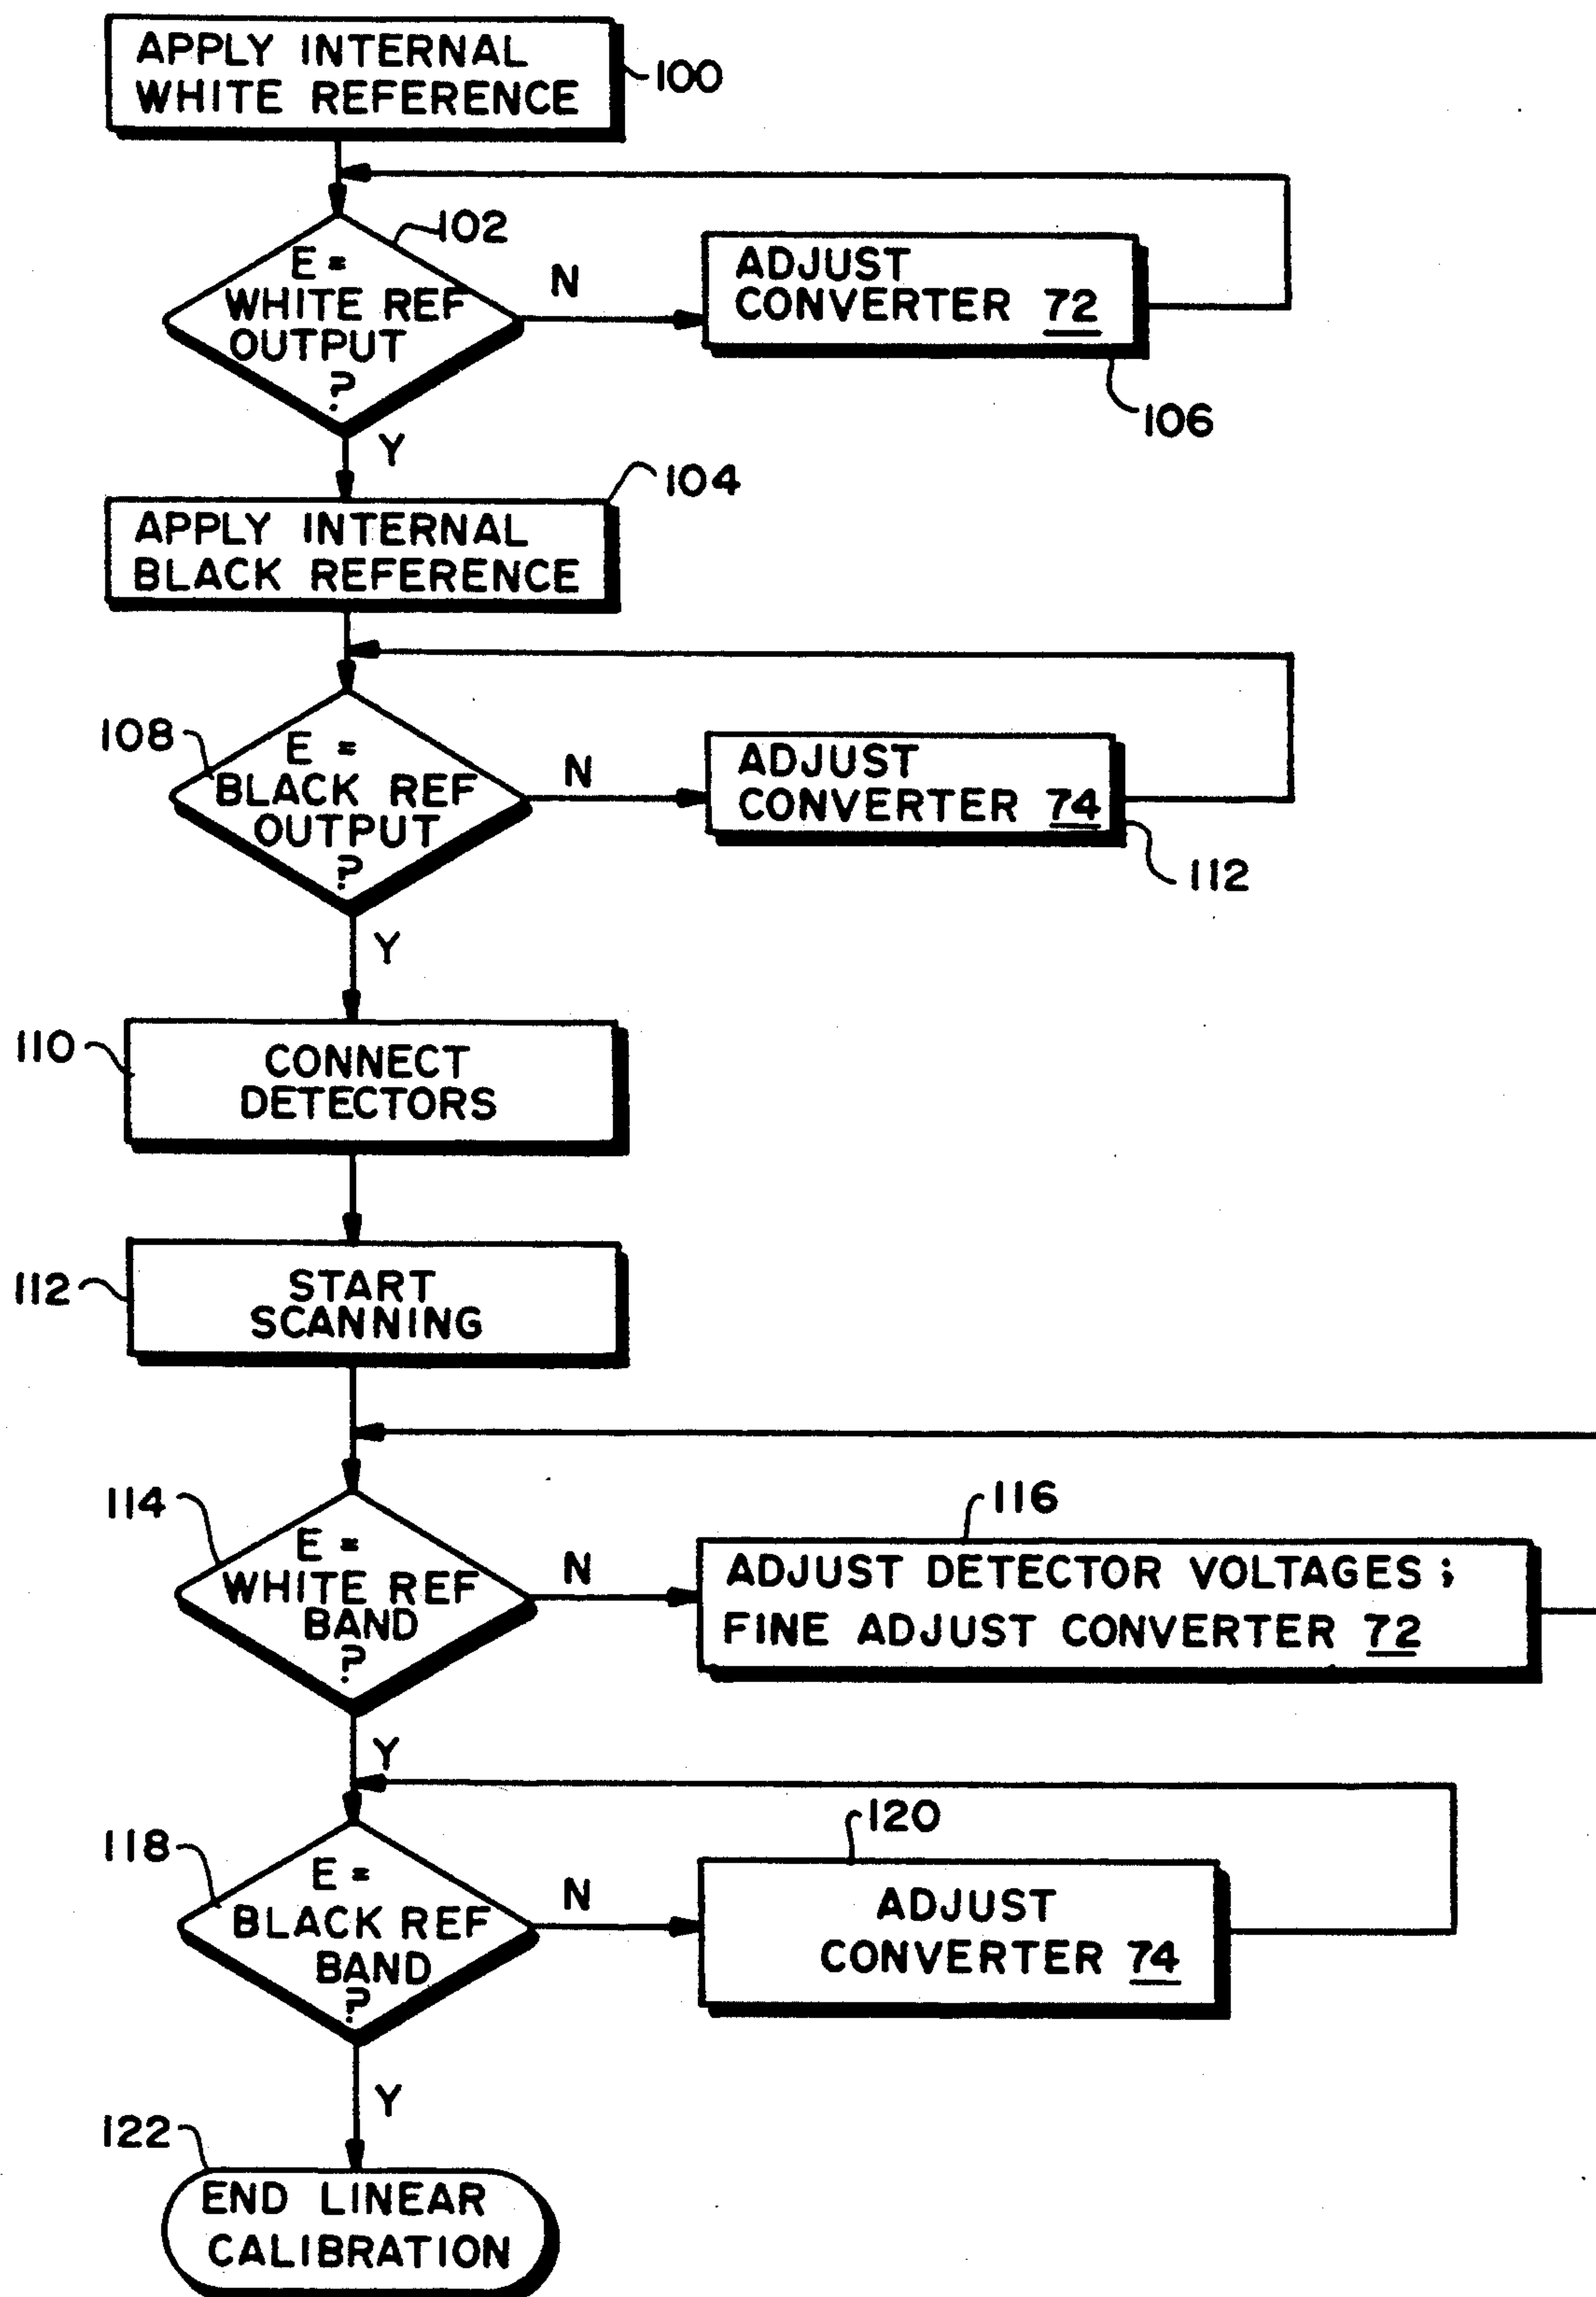 APPLY INTERNAL
WHITE REFERENCE
100
102
E =
WHITE REF
OUTPUT
?
N
ADJUST
CONVERTER 72
106
Y
104
APPLY INTERNAL
BLACK REFERENCE
108
E =
BLACK REF
OUTPUT
?
N
ADJUST
CONVERTER 74
112
Y
110
CONNECT
DETECTORS
112
START
SCANNING
114
E =
WHITE REF
BAND
?
N
116
ADJUST DETECTOR VOLTAGES;
FINE ADJUST CONVERTER 72
Y
118
E =
BLACK REF
BAND
?
N
120
ADJUST
CONVERTER 74
Y
122
END LINEAR
CALIBRATION